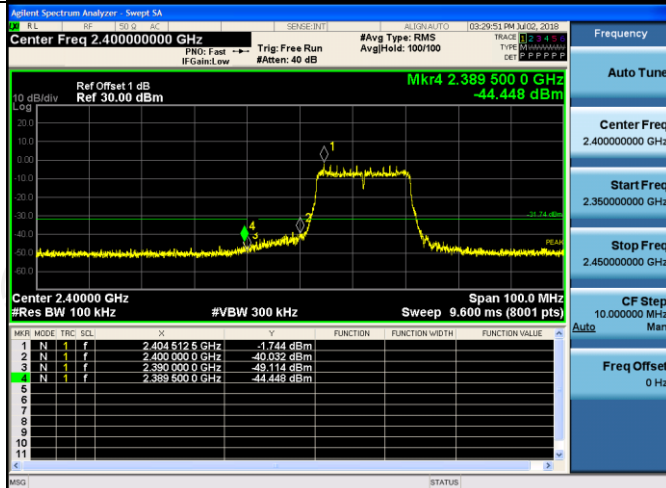 Agilent Spectrum Analyzer - Swept SA
RL RF 50 Ω AC SENSE:INT ALIGN AUTO 03:29:51 PM Jul 02, 2018
Center Freq 2.400000000 GHz
PNO: Fast
IFGain:Low
Trig: Free Run
#Atten: 40 dB
#Avg Type: RMS
Avg|Hold: 100/100
TRACE 1 2 3 4 5 6
TYPE M
DET P P P P P P
Frequency
Auto Tune
Center Freq
2.400000000 GHz
Start Freq
2.350000000 GHz
Stop Freq
2.450000000 GHz
CF Step
10.000000 MHz
Auto Man
Freq Offset
0 Hz
Mkr4 2.389 500 0 GHz
-44.448 dBm
Ref Offset 1 dB
Ref 30.00 dBm
10 dB/div
Log
20.0
10.0
0.00
-10.0
-20.0
-30.0
-40.0
-50.0
-60.0
1
2
3
4
-31.74 dBm
PEAK
Center 2.40000 GHz Span 100.0 MHz
#Res BW 100 kHz #VBW 300 kHz Sweep 9.600 ms (8001 pts)
MKR MODE TRC SCL X Y FUNCTION FUNCTION WIDTH FUNCTION VALUE
1 N 1 f 2.404 512 5 GHz -1.744 dBm
2 N 1 f 2.400 000 0 GHz -40.032 dBm
3 N 1 f 2.390 000 0 GHz -49.114 dBm
4 N 1 f 2.389 500 0 GHz -44.448 dBm
5
6
7
8
9
10
11
MSG STATUS